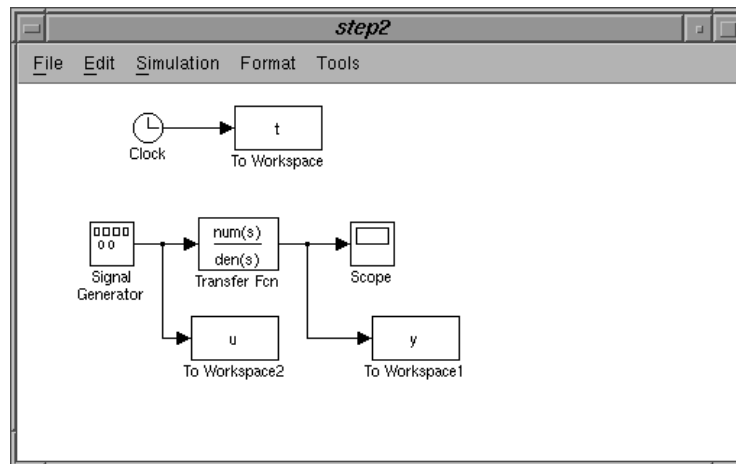 step2
File Edit Simulation Format Tools
t
Clock
To Workspace
num(s)
den(s)
Signal
Generator
Transfer Fcn
Scope
u
y
To Workspace2
To Workspace1